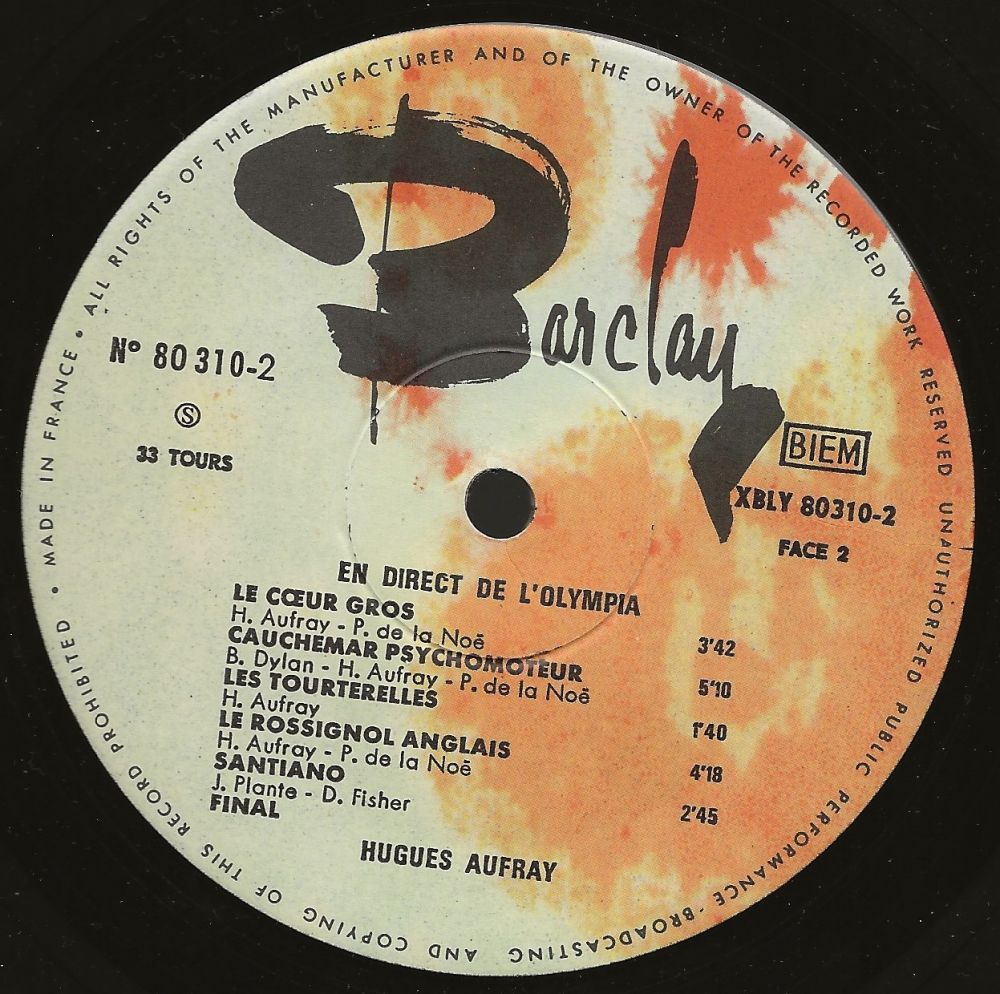 ALL RIGHTS OF THE MANUFACTURER AND OF THE OWNER OF THE RECORDED WORK RESERVED UNAUTHORIZED PUBLIC PERFORMANCE - BROADCASTING AND COPYING OF THIS RECORD PROHIBITED • MADE IN FRANCE •
Barclay
N° 80 310-2
Ⓢ
33 TOURS
BIEM
XBLY 80310-2
FACE 2
EN DIRECT DE L'OLYMPIA
LE CŒUR GROS
H. Aufray - P. de la Noë 3'42
CAUCHEMAR PSYCHOMOTEUR
B. Dylan - H. Aufray - P. de la Noë 5'10
LES TOURTERELLES
H. Aufray 1'40
LE ROSSIGNOL ANGLAIS
H. Aufray - P. de la Noë 4'18
SANTIANO
J. Plante - D. Fisher 2'45
FINAL
HUGUES AUFRAY